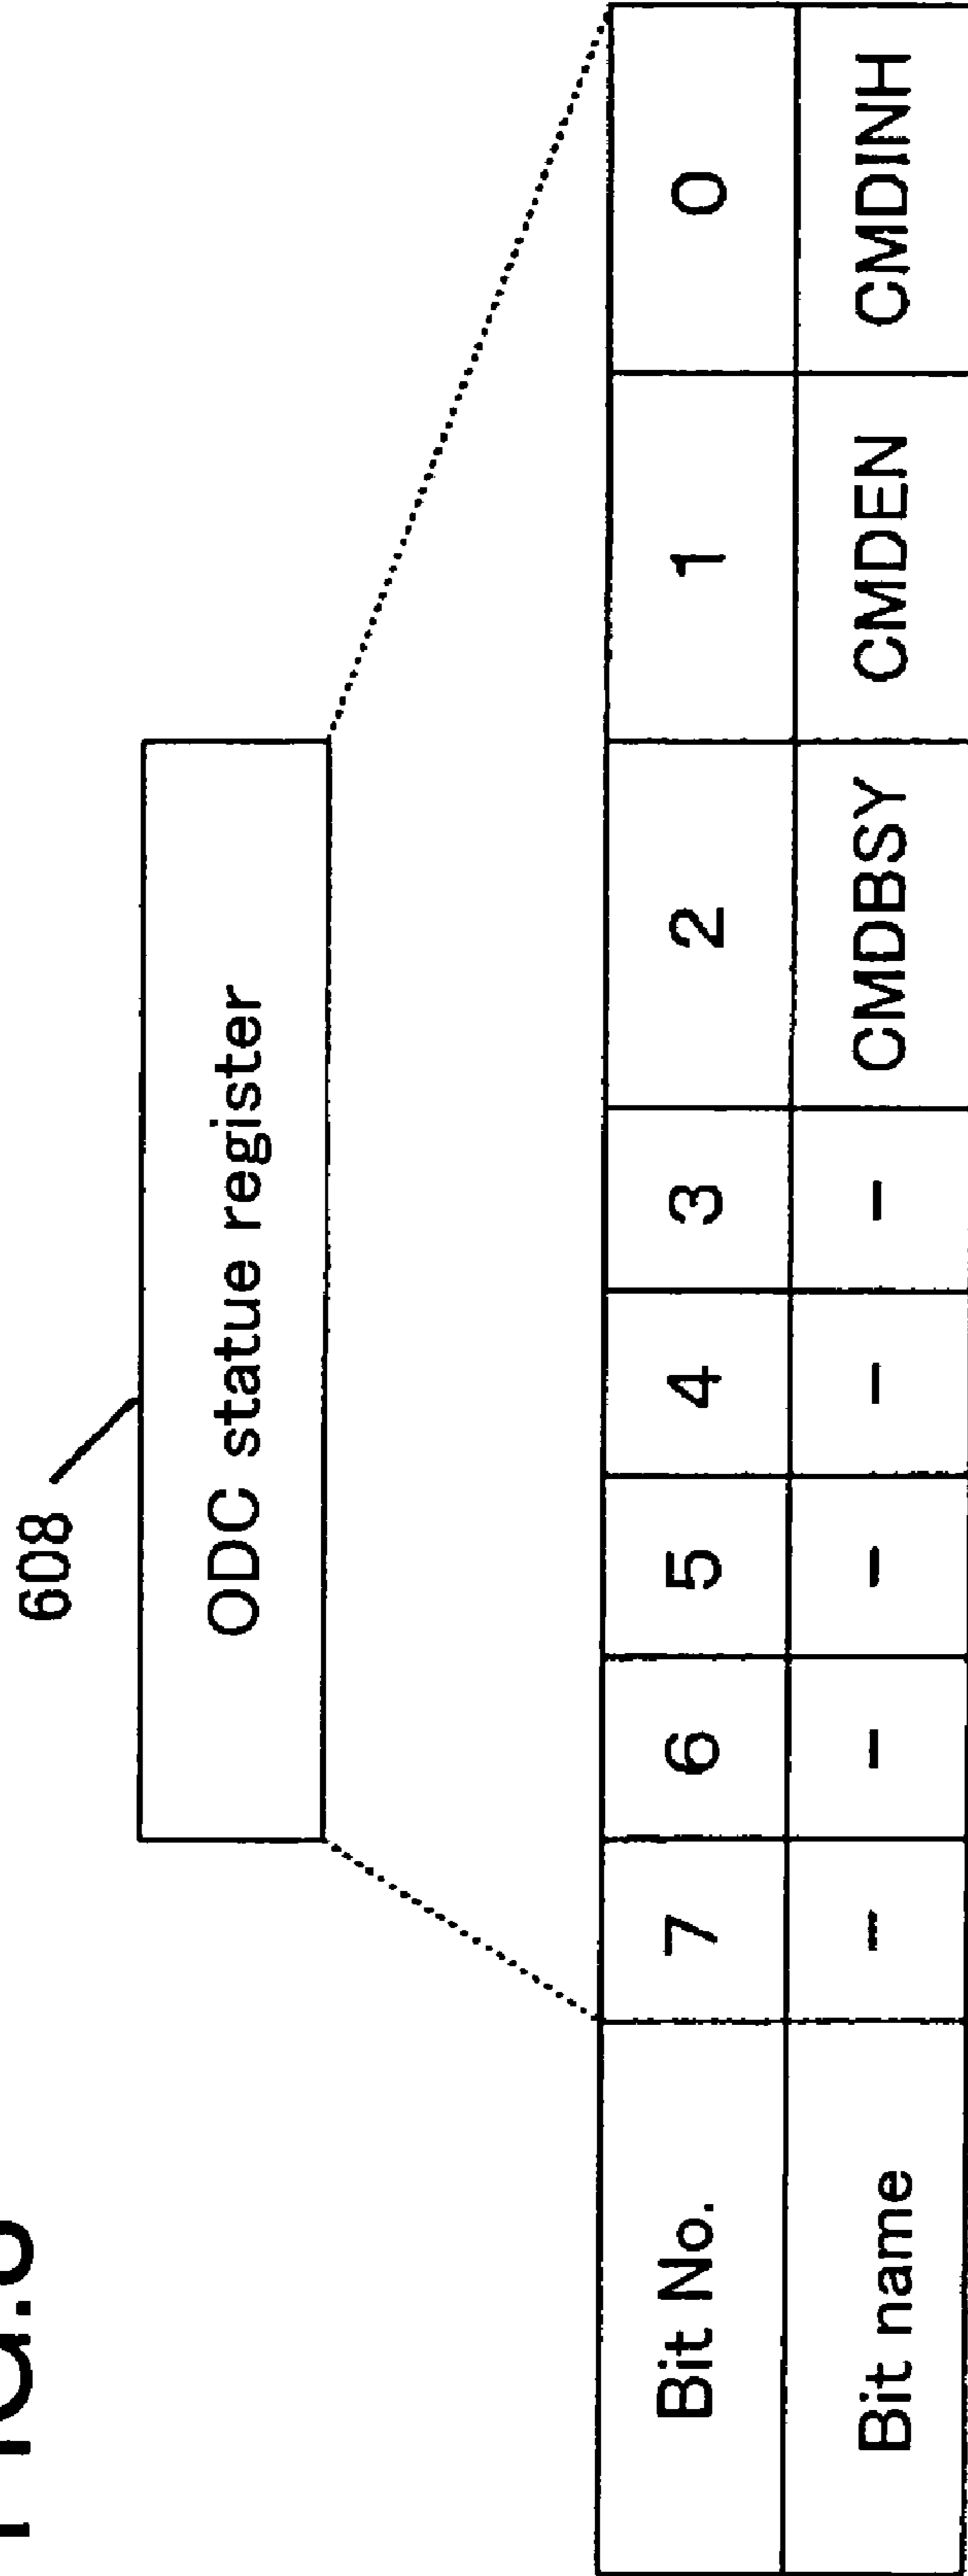 608
ODC statue register
Bit No. 7 6 5 4 3 2 1 0
Bit name - - - - - CMDBSY CMDEN CMDINH